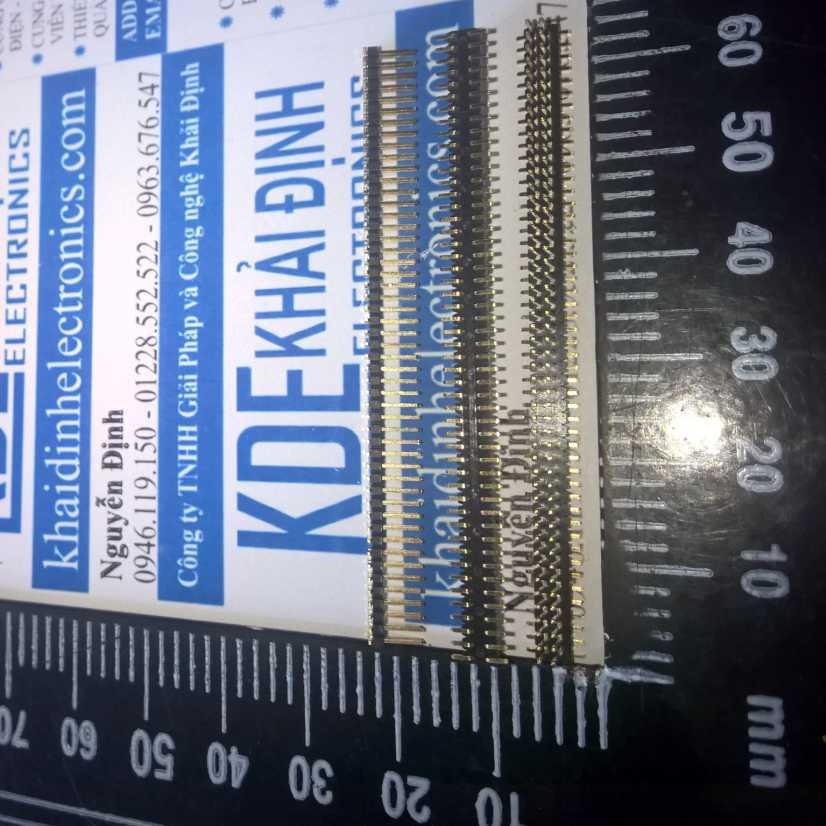 ELECTRONICS
khaidinhelectronics.com
Nguyễn Định
0946.119.150 - 01228.552.522 - 0963.676.547
Công ty TNHH Giải Pháp và Công nghệ Khải Định
KDE KHẢI ĐỊNH
ELECTRONICS
khaidinhelectronics.com
Nguyễn Định
60
50
40
30
20
10
mm
70
60
50
40
30
20
10